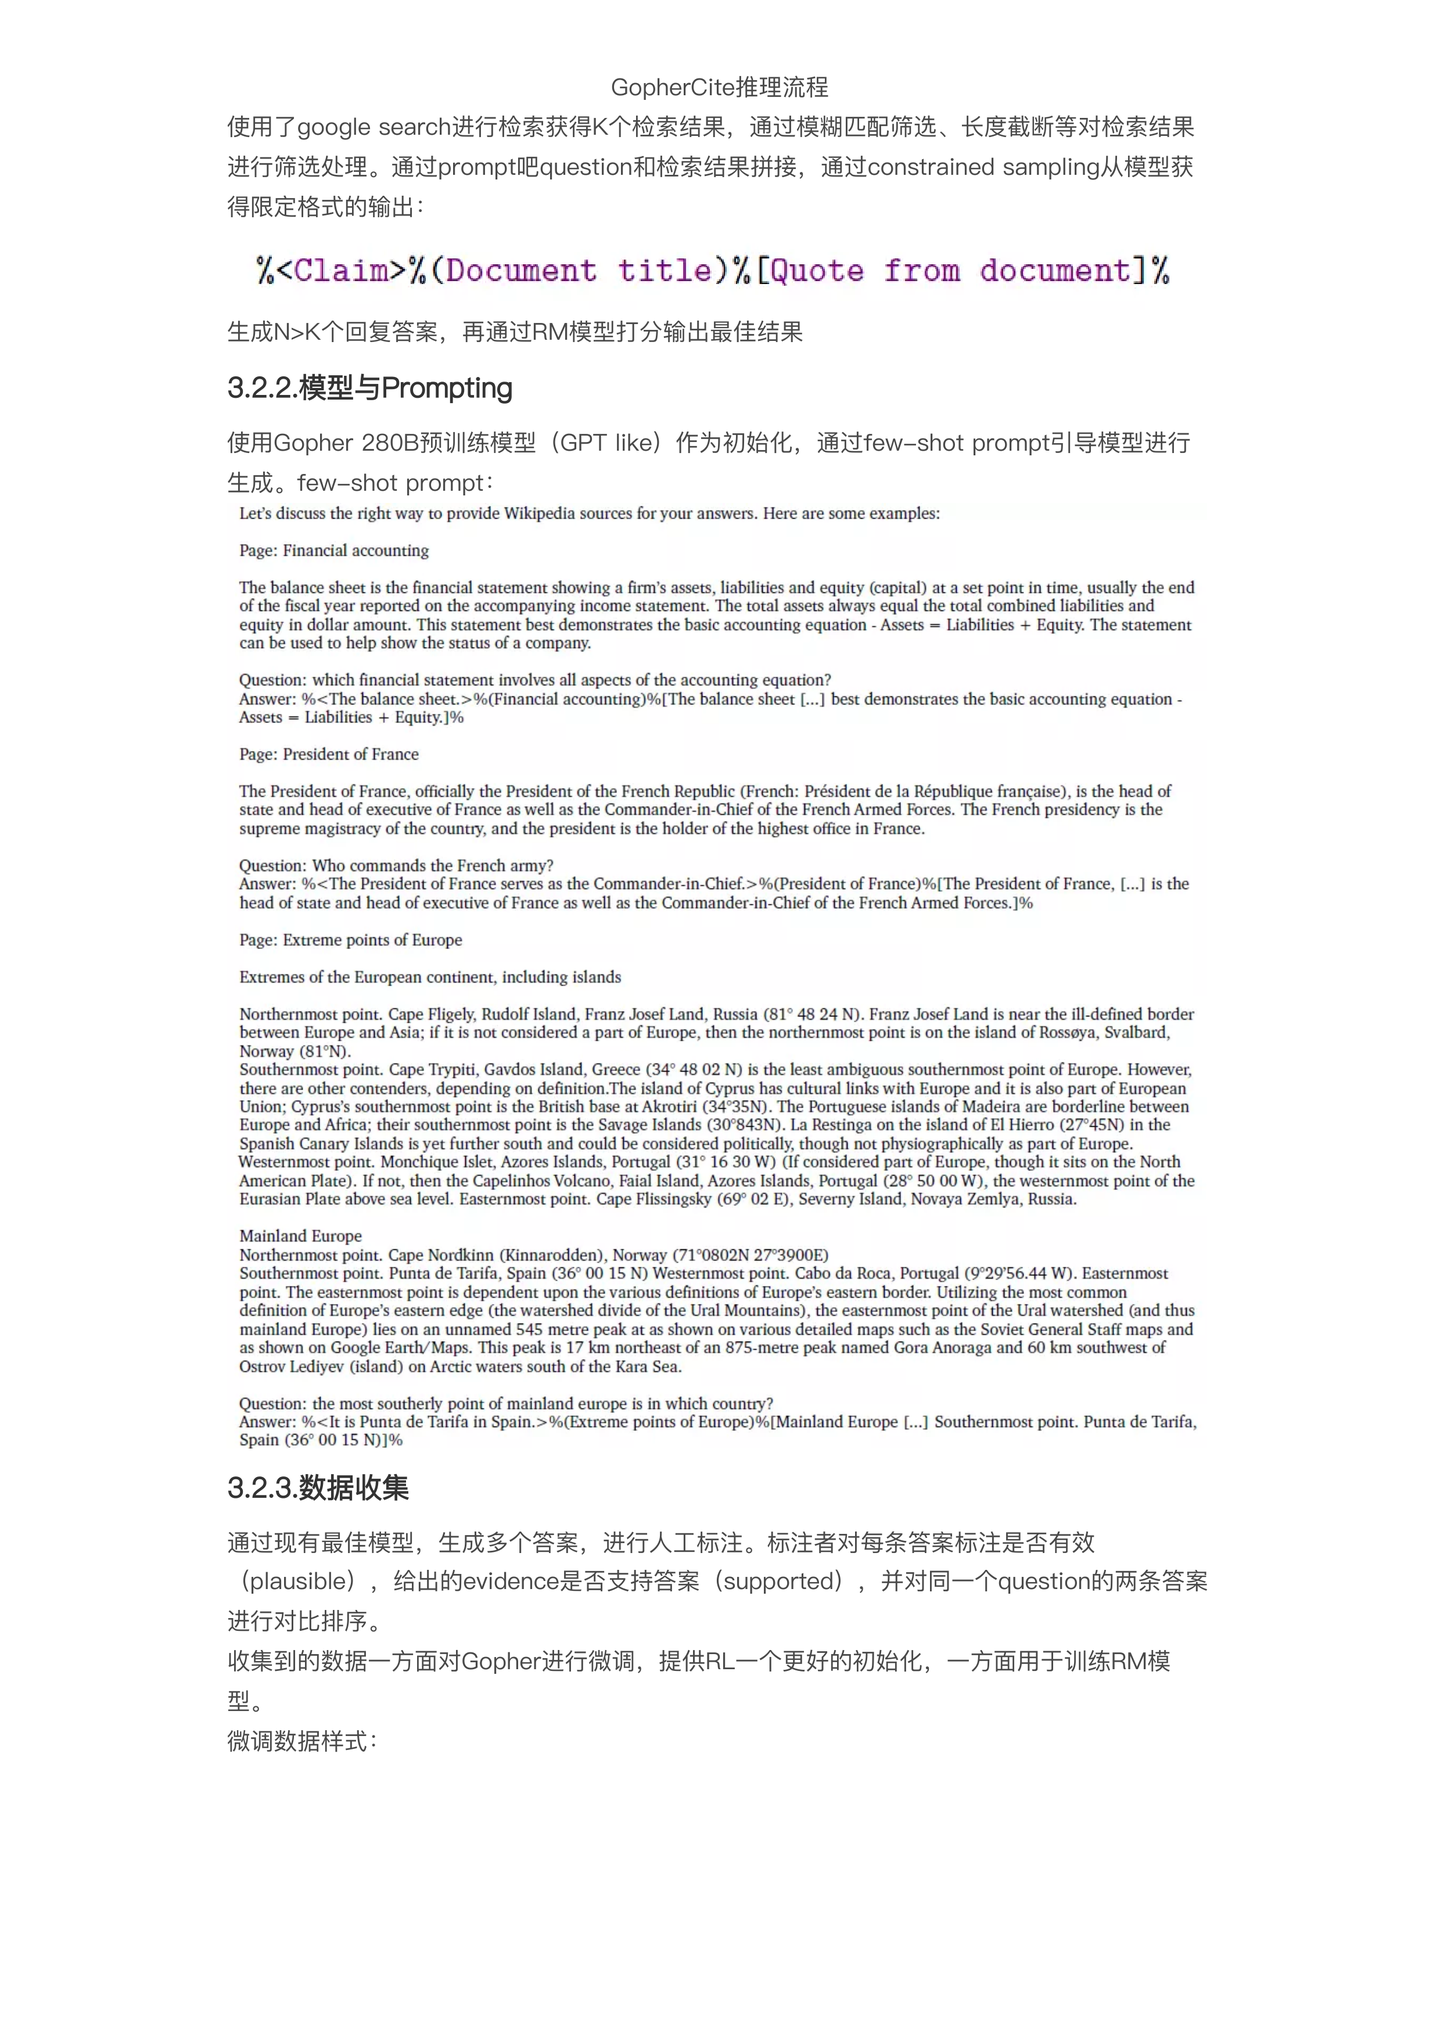 GopherCite推理流程
使用了google search进行检索获得K个检索结果，通过模糊匹配筛选、长度截断等对检索结果
进行筛选处理。通过prompt吧question和检索结果拼接，通过constrained sampling从模型获
得限定格式的输出：
%<Claim>%(Document title)%[Quote from document]%
生成N>K个回复答案，再通过RM模型打分输出最佳结果
3.2.2.模型与Prompting
使用Gopher 280B预训练模型（GPT like）作为初始化，通过few-shot prompt引导模型进行
生成。few-shot prompt：
Let's discuss the right way to provide Wikipedia sources for your answers. Here are some examples:
Page: Financial accounting
The balance sheet is the financial statement showing a firm's assets, liabilities and equity (capital) at a set point in time, usually the end
of the fiscal year reported on the accompanying income statement. The total assets always equal the total combined liabilities and
equity in dollar amount. This statement best demonstrates the basic accounting equation - Assets = Liabilities + Equity. The statement
can be used to help show the status of a company.
Question: which financial statement involves all aspects of the accounting equation?
Answer: %<The balance sheet.>%(Financial accounting)%[The balance sheet [...] best demonstrates the basic accounting equation -
Assets = Liabilities + Equity.]%
Page: President of France
The President of France, officially the President of the French Republic (French: Président de la République française), is the head of
state and head of executive of France as well as the Commander-in-Chief of the French Armed Forces. The French presidency is the
supreme magistracy of the country, and the president is the holder of the highest office in France.
Question: Who commands the French army?
Answer: %<The President of France serves as the Commander-in-Chief.>%(President of France)%[The President of France, [...] is the
head of state and head of executive of France as well as the Commander-in-Chief of the French Armed Forces.]%
Page: Extreme points of Europe
Extremes of the European continent, including islands
Northernmost point. Cape Fligely, Rudolf Island, Franz Josef Land, Russia (81° 48 24 N). Franz Josef Land is near the ill-defined border
between Europe and Asia; if it is not considered a part of Europe, then the northernmost point is on the island of Rossøya, Svalbard,
Norway (81°N).
Southernmost point. Cape Trypiti, Gavdos Island, Greece (34° 48 02 N) is the least ambiguous southernmost point of Europe. However,
there are other contenders, depending on definition.The island of Cyprus has cultural links with Europe and it is also part of European
Union; Cyprus's southernmost point is the British base at Akrotiri (34°35N). The Portuguese islands of Madeira are borderline between
Europe and Africa; their southernmost point is the Savage Islands (30°843N). La Restinga on the island of El Hierro (27°45N) in the
Spanish Canary Islands is yet further south and could be considered politically, though not physiographically as part of Europe.
Westernmost point. Monchique Islet, Azores Islands, Portugal (31° 16 30 W) (If considered part of Europe, though it sits on the North
American Plate). If not, then the Capelinhos Volcano, Faial Island, Azores Islands, Portugal (28° 50 00 W), the westernmost point of the
Eurasian Plate above sea level. Easternmost point. Cape Flissingsky (69° 02 E), Severny Island, Novaya Zemlya, Russia.
Mainland Europe
Northernmost point. Cape Nordkinn (Kinnarodden), Norway (71°0802N 27°3900E)
Southernmost point. Punta de Tarifa, Spain (36° 00 15 N) Westernmost point. Cabo da Roca, Portugal (9°29'56.44 W). Easternmost
point. The easternmost point is dependent upon the various definitions of Europe's eastern border. Utilizing the most common
definition of Europe's eastern edge (the watershed divide of the Ural Mountains), the easternmost point of the Ural watershed (and thus
mainland Europe) lies on an unnamed 545 metre peak at as shown on various detailed maps such as the Soviet General Staff maps and
as shown on Google Earth/Maps. This peak is 17 km northeast of an 875-metre peak named Gora Anoraga and 60 km southwest of
Ostrov Lediyev (island) on Arctic waters south of the Kara Sea.
Question: the most southerly point of mainland europe is in which country?
Answer: %<It is Punta de Tarifa in Spain.>%(Extreme points of Europe)%[Mainland Europe [...] Southernmost point. Punta de Tarifa,
Spain (36° 00 15 N)]%
3.2.3.数据收集
通过现有最佳模型，生成多个答案，进行人工标注。标注者对每条答案标注是否有效
（plausible），给出的evidence是否支持答案（supported），并对同一个question的两条答案
进行对比排序。
收集到的数据一方面对Gopher进行微调，提供RL一个更好的初始化，一方面用于训练RM模
型。
微调数据样式：